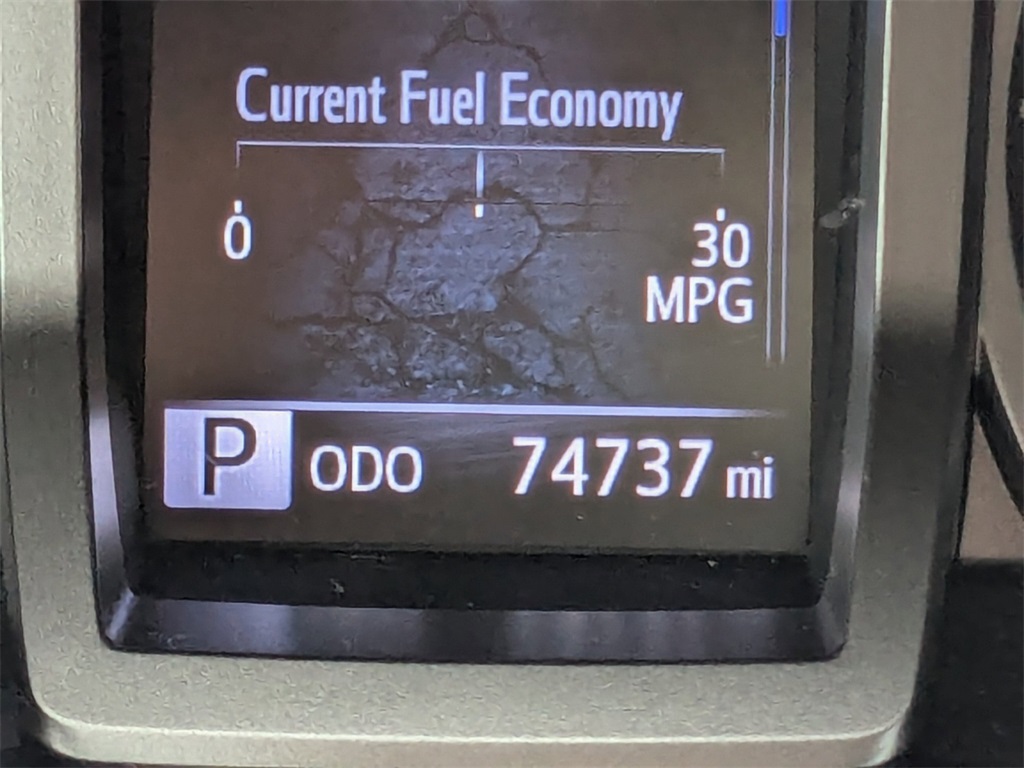 Current Fuel Economy
0 30
MPG
P ODO 74737 mi